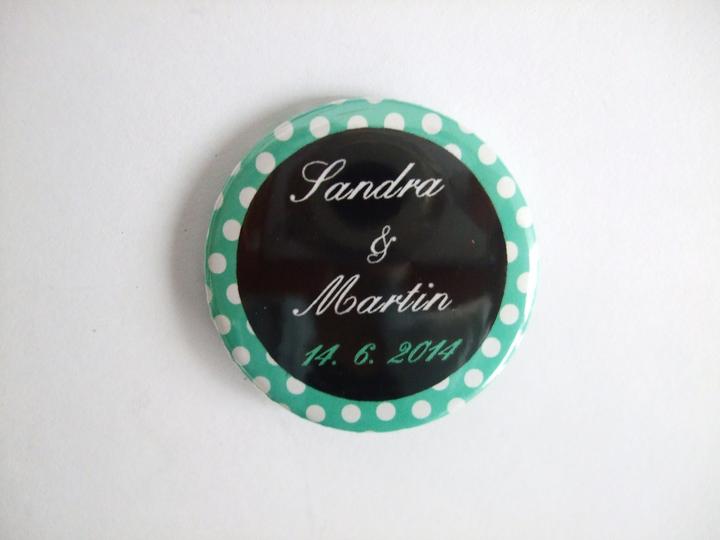 Sandra
&
Martin
14. 6. 2014